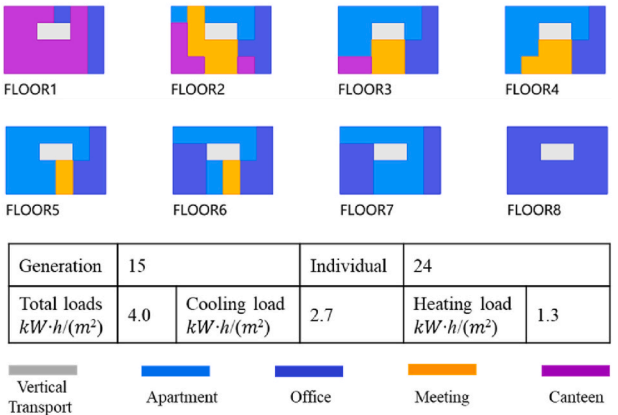 FLOOR1 FLOOR2 FLOOR3 FLOOR4
FLOOR5 FLOOR6 FLOOR7 FLOOR8
Generation 15 Individual 24
Total loads 4.0 Cooling load 2.7 Heating load 1.3
kW·h/(m²) kW·h/(m²) kW·h/(m²)
Vertical
Transport Apartment Office Meeting Canteen